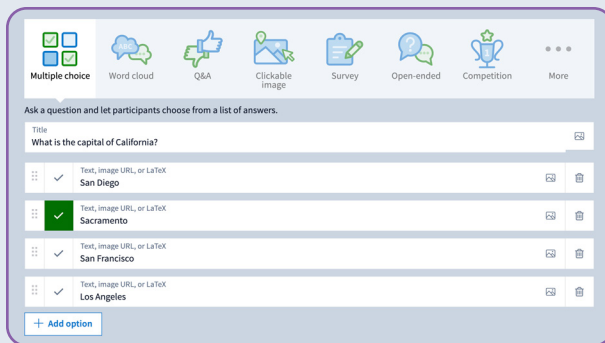 Multiple choice
ABC
Word cloud
Q&A
Clickable
image
Survey
Open-ended
Competition
More
Ask a question and let participants choose from a list of answers.
Title
What is the capital of California?
Text, image URL, or LaTeX
San Diego
Text, image URL, or LaTeX
Sacramento
Text, image URL, or LaTeX
San Francisco
Text, image URL, or LaTeX
Los Angeles
+ Add option